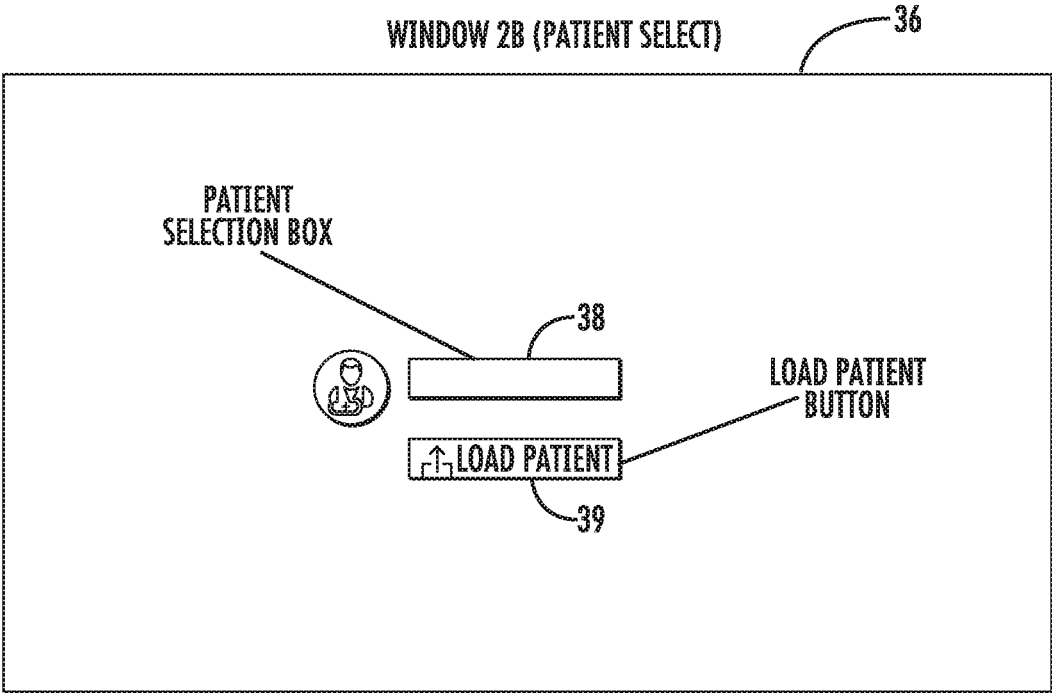 36
WINDOW 2B (PATIENT SELECT)
PATIENT
SELECTION BOX
38
LOAD PATIENT
BUTTON
LOAD PATIENT
39